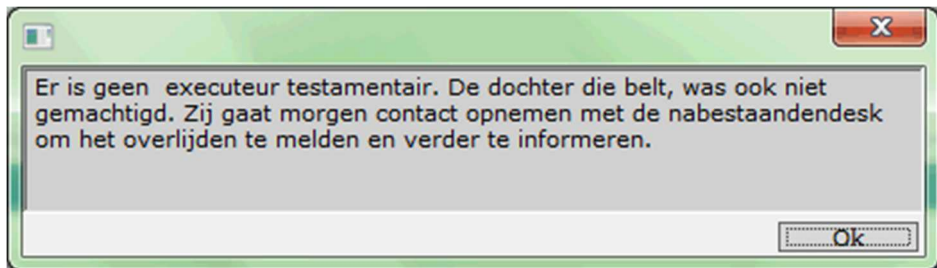 Er is geen  executeur testamentair. De dochter die belt, was ook niet
gemachtigd. Zij gaat morgen contact opnemen met de nabestaandendesk
om het overlijden te melden en verder te informeren.
Ok